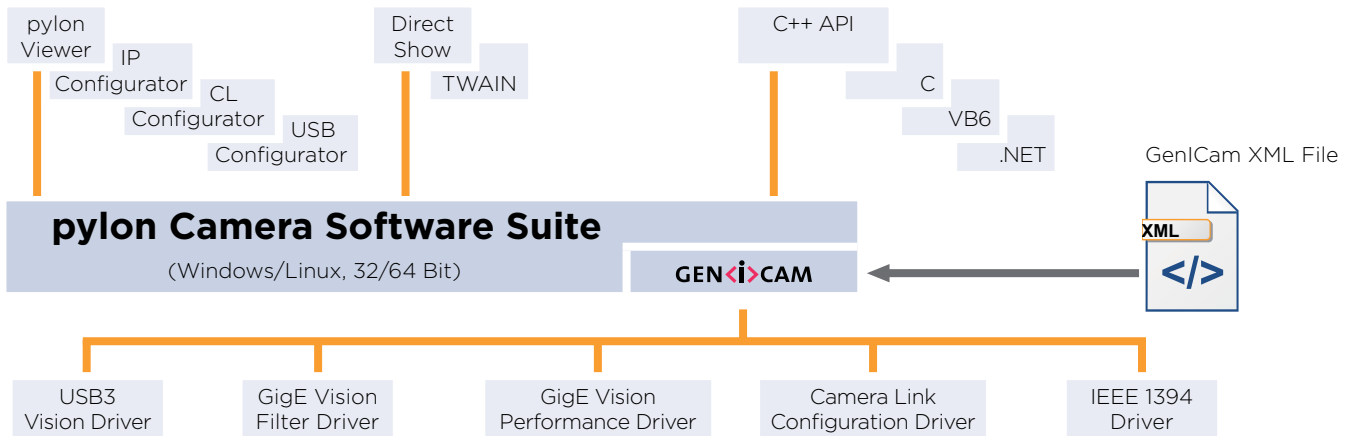 pylon
Viewer
IP
Configurator
CL
Configurator
USB
Configurator
Direct
Show
TWAIN
C++ API
C
VB6
.NET
GenICam XML File
XML
</>
pylon Camera Software Suite
(Windows/Linux, 32/64 Bit)
GEN<i>CAM
USB3
Vision Driver
GigE Vision
Filter Driver
GigE Vision
Performance Driver
Camera Link
Configuration Driver
IEEE 1394
Driver